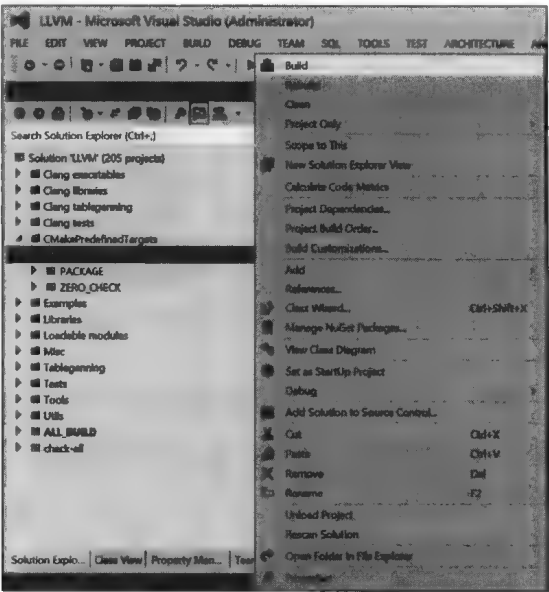 LLVM - Microsoft Visual Studio (Administrator)
FILE EDIT VIEW PROJECT BUILD DEBUG TEAM SQL TOOLS TEST ARCHITECTURE
Search Solution Explorer (Ctrl+;)
Solution 'LLVM' (205 projects)
Clang executables
Clang libraries
Clang tablegenning
Clang tests
CMakePredefinedTargets
PACKAGE
ZERO_CHECK
Examples
Libraries
Loadable modules
Misc
Tablegenning
Tests
Tools
Utils
ALL_BUILD
check-all
Solution Explo... Class View Property Man... Tea
Build
Rebuild
Clean
Project Only
Scope to This
New Solution Explorer View
Calculate Code Metrics
Project Dependencies...
Project Build Order...
Build Customizations...
Add
References...
Class Wizard... Ctrl+Shift+X
Manage NuGet Packages...
View Class Diagram
Set as StartUp Project
Debug
Add Solution to Source Control...
Cut Ctrl+X
Paste Ctrl+V
Remove Del
Rename F2
Unload Project
Rescan Solution
Open Folder in File Explorer
Properties